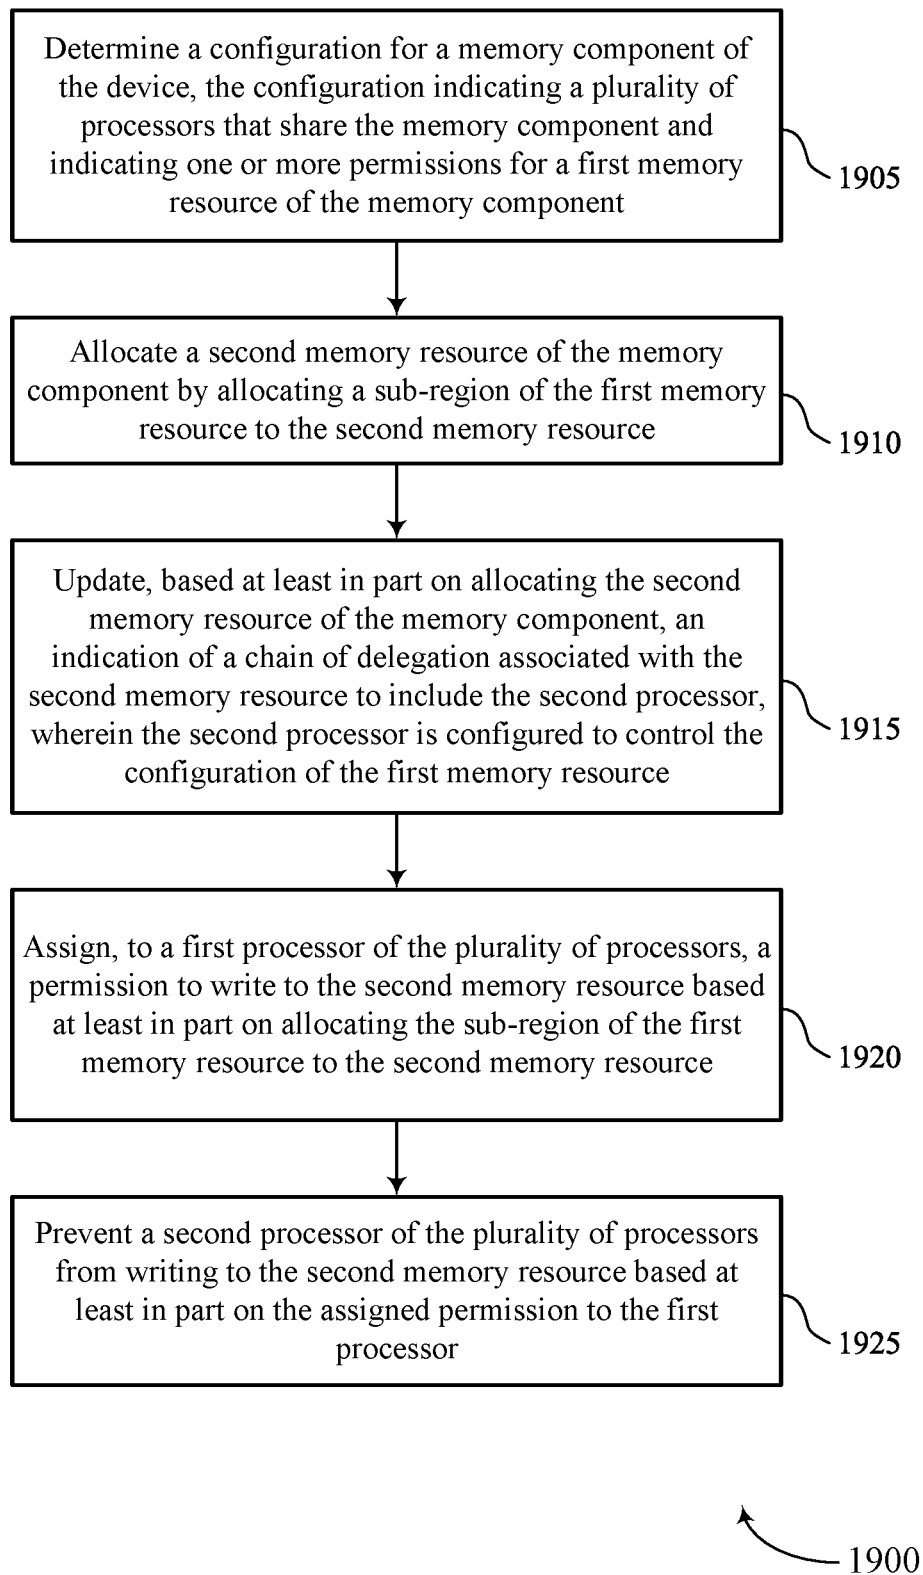 Determine a configuration for a memory component of
the device, the configuration indicating a plurality of
processors that share the memory component and
indicating one or more permissions for a first memory
resource of the memory component
1905
Allocate a second memory resource of the memory
component by allocating a sub-region of the first memory
resource to the second memory resource
1910
Update, based at least in part on allocating the second
memory resource of the memory component, an
indication of a chain of delegation associated with the
second memory resource to include the second processor,
wherein the second processor is configured to control the
configuration of the first memory resource
1915
Assign, to a first processor of the plurality of processors, a
permission to write to the second memory resource based
at least in part on allocating the sub-region of the first
memory resource to the second memory resource
1920
Prevent a second processor of the plurality of processors
from writing to the second memory resource based at
least in part on the assigned permission to the first
processor
1925
1900